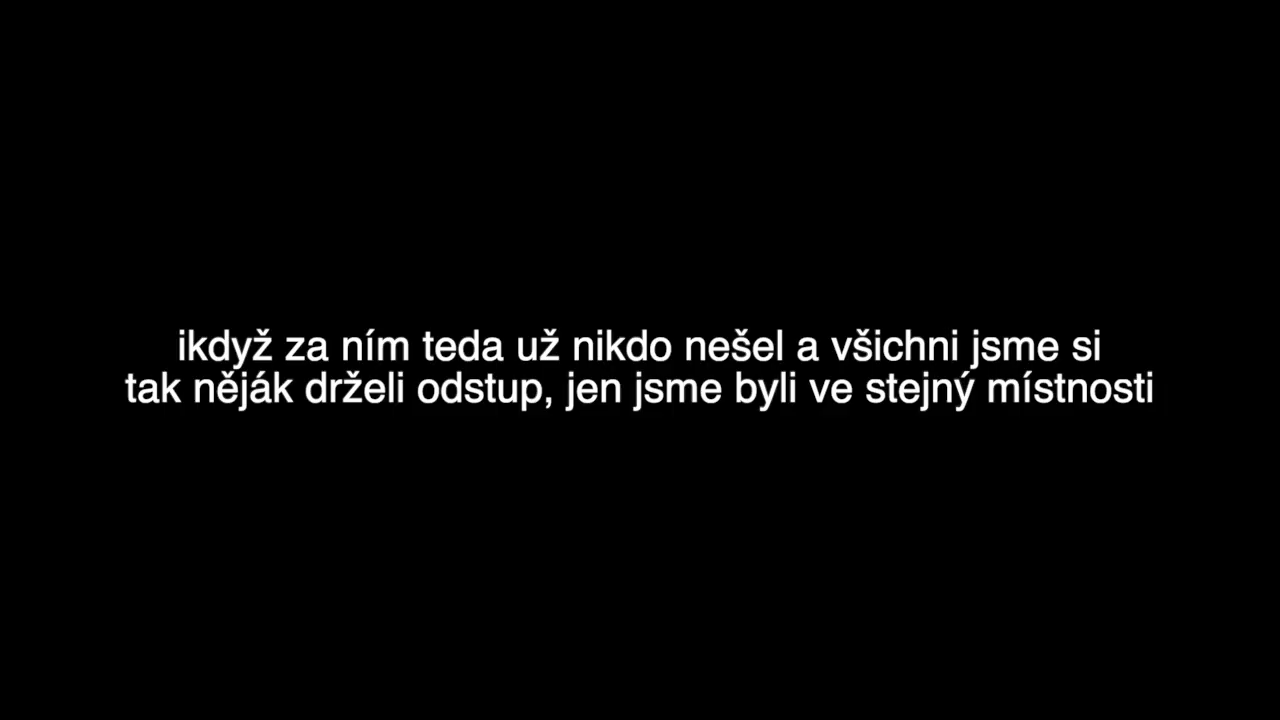 ikdyž za ním teda už nikdo nešel a všichni jsme si
tak něják drželi odstup, jen jsme byli ve stejný místnosti